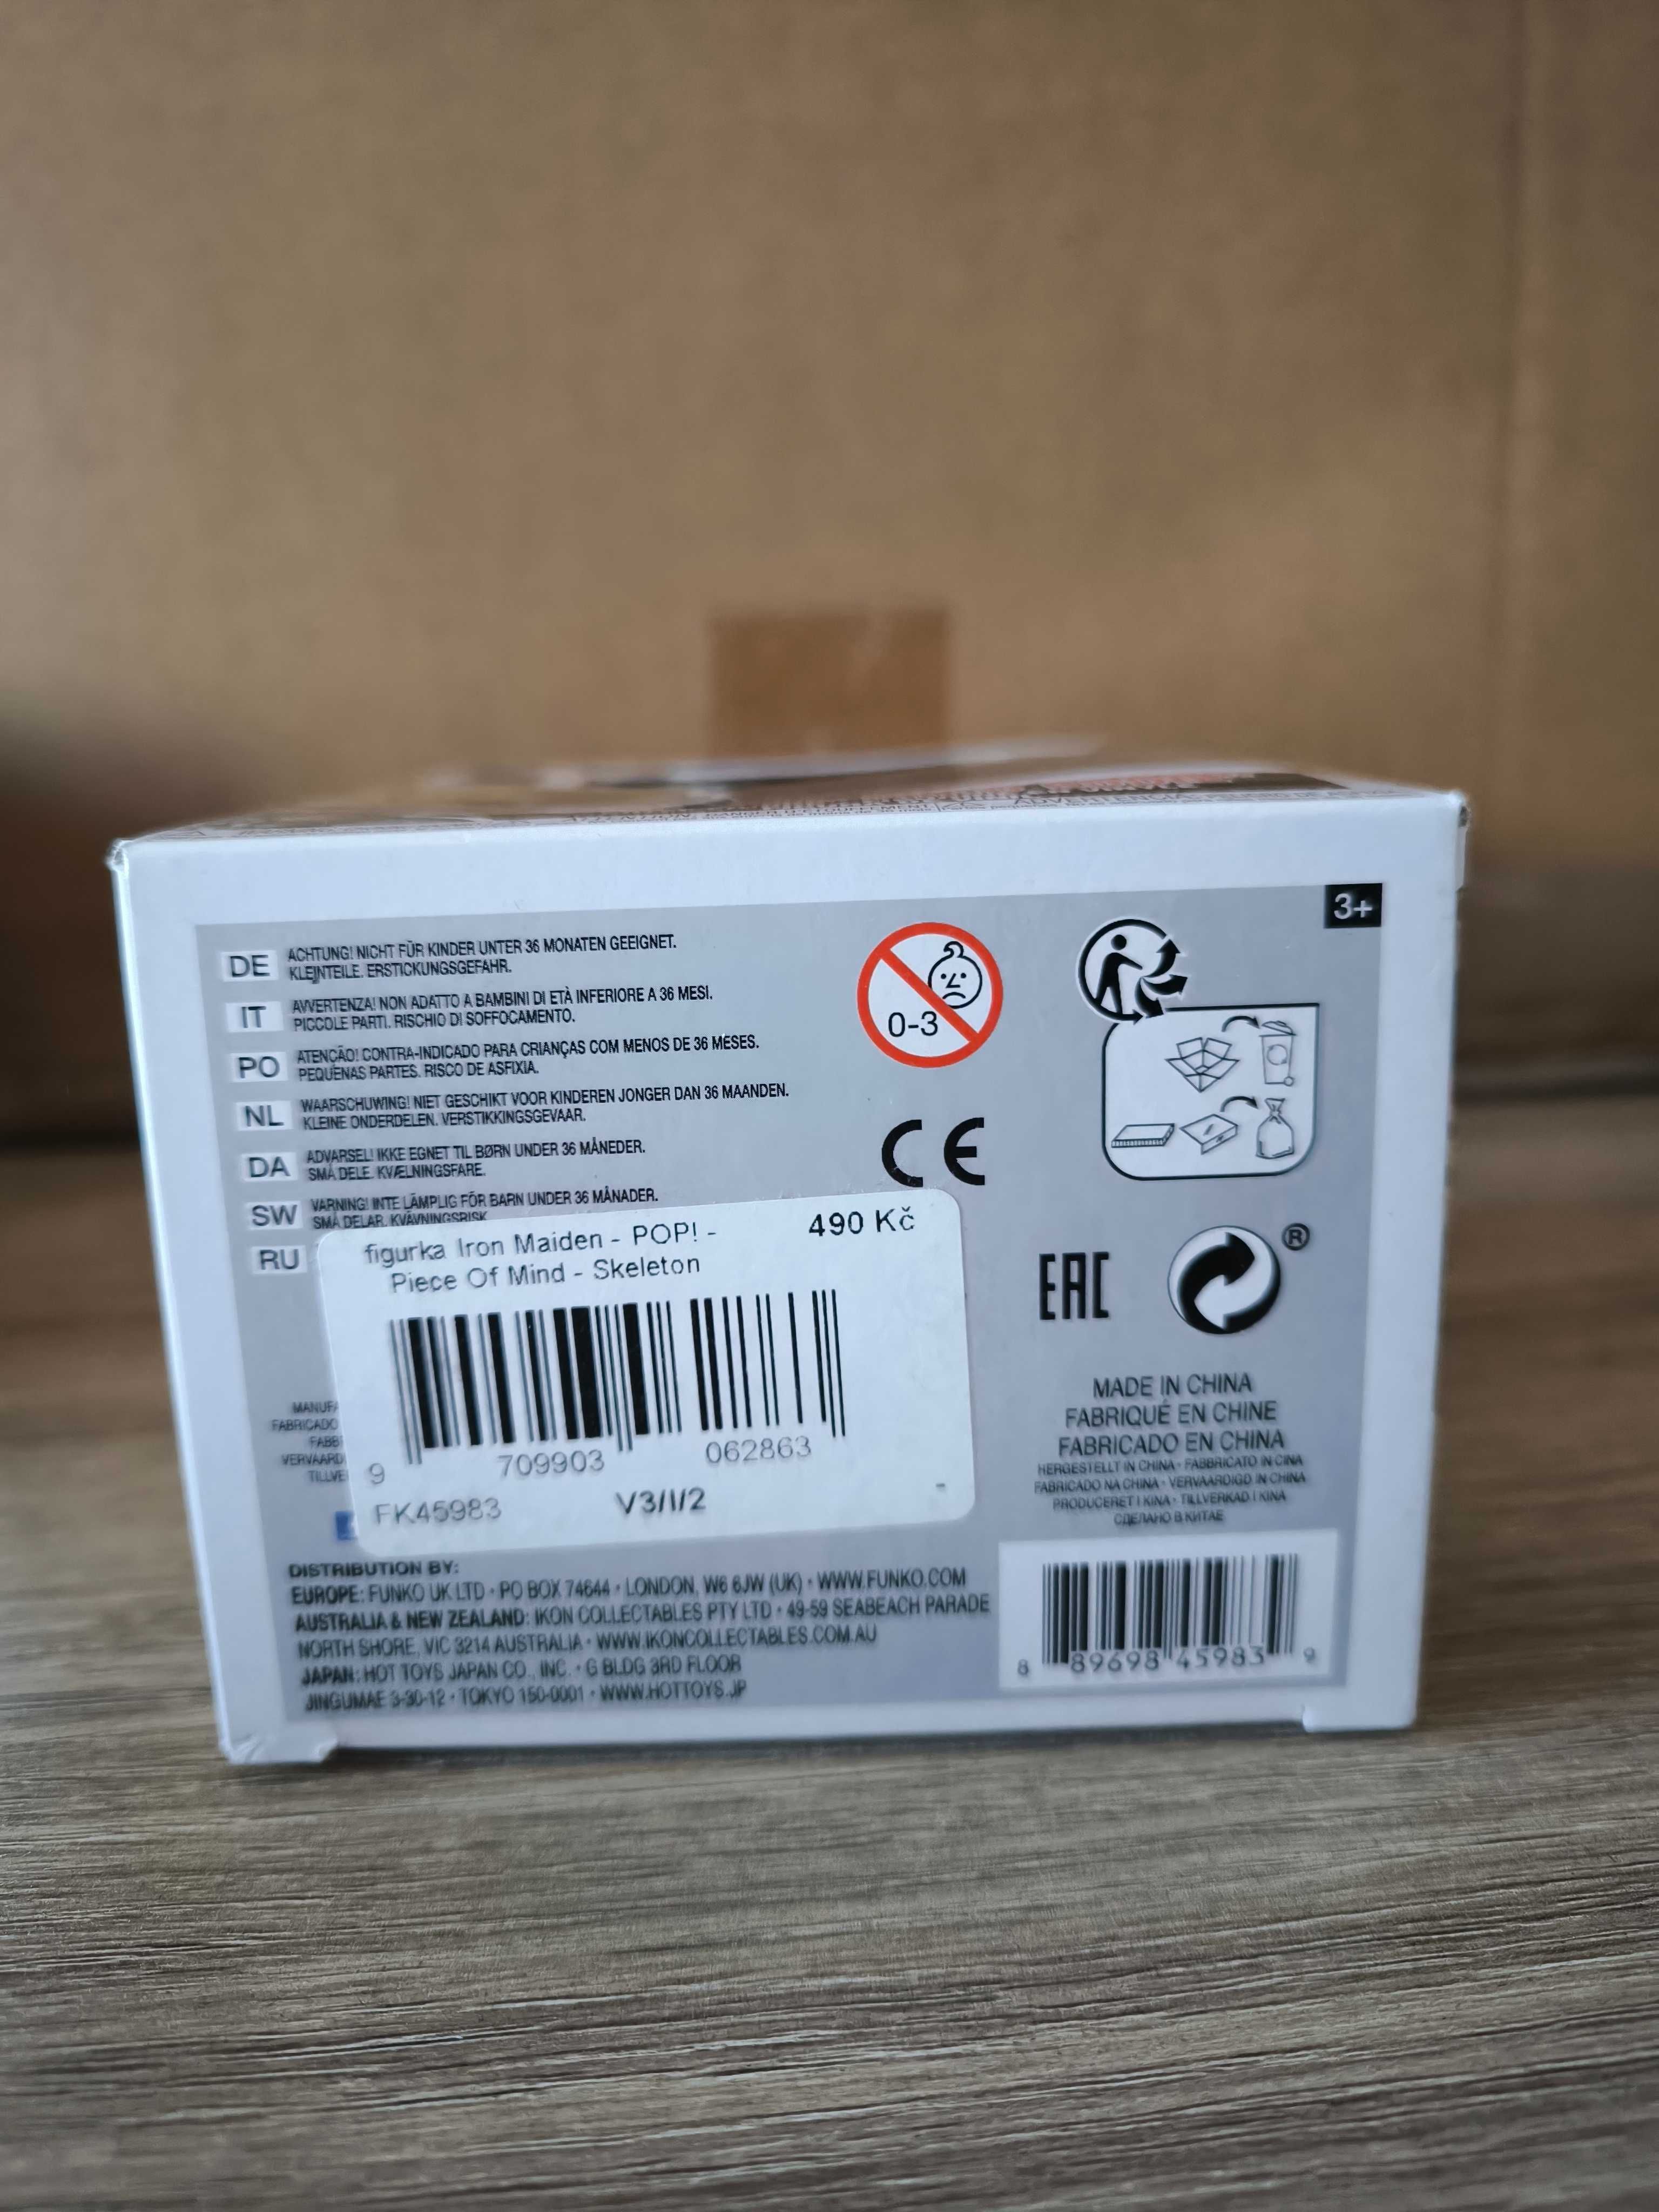 3+
DE
ACHTUNG! NICHT FÜR KINDER UNTER 36 MONATEN GEEIGNET.
KLEINTEILE. ERSTICKUNGSGEFAHR.
IT
AVVERTENZA! NON ADATTO A BAMBINI DI ETÀ INFERIORE A 36 MESI.
PICCOLE PARTI. RISCHIO DI SOFFOCAMENTO.
PO
ATENÇÃO! CONTRA-INDICADO PARA CRIANÇAS COM MENOS DE 36 MESES.
PEQUENAS PARTES. RISCO DE ASFIXIA.
NL
WAARSCHUWING! NIET GESCHIKT VOOR KINDEREN JONGER DAN 36 MAANDEN.
KLEINE ONDERDELEN. VERSTIKKINGSGEVAAR.
DA
ADVARSEL! IKKE EGNET TIL BØRN UNDER 36 MÅNEDER.
SMÅ DELE. KVÆLNINGSFARE.
SW
VARNING! INTE LÄMPLIG FÖR BARN UNDER 36 MÅNADER.
SMÅ DELAR. KVÄVNINGSRISK
RU
0-3
CE
figurka Iron Maiden - POP! -
Piece Of Mind - Skeleton
490 Kč
9 709903 062863
FK45983
V3/I/2
-
MANUFA
FABRICADO
FABB
VERVAARD
TILLVE
EAC
®
MADE IN CHINA
FABRIQUÉ EN CHINE
FABRICADO EN CHINA
HERGESTELLT IN CHINA • FABBRICATO IN CINA
FABRICADO NA CHINA • VERVAARDIGD IN CHINA
PRODUCERET I KINA • TILLVERKAD I KINA
СДЕЛАНО В КИТАЕ
DISTRIBUTION BY:
EUROPE: FUNKO UK LTD • PO BOX 74644 • LONDON, W6 6JW (UK) • WWW.FUNKO.COM
AUSTRALIA & NEW ZEALAND: IKON COLLECTABLES PTY LTD • 49-59 SEABEACH PARADE
NORTH SHORE, VIC 3214 AUSTRALIA • WWW.IKONCOLLECTABLES.COM.AU
JAPAN: HOT TOYS JAPAN CO., INC. • G BLDG 3RD FLOOR
JINGUMAE 3-30-12 • TOKYO 150-0001 • WWW.HOTTOYS.JP
8 89698 45983 9